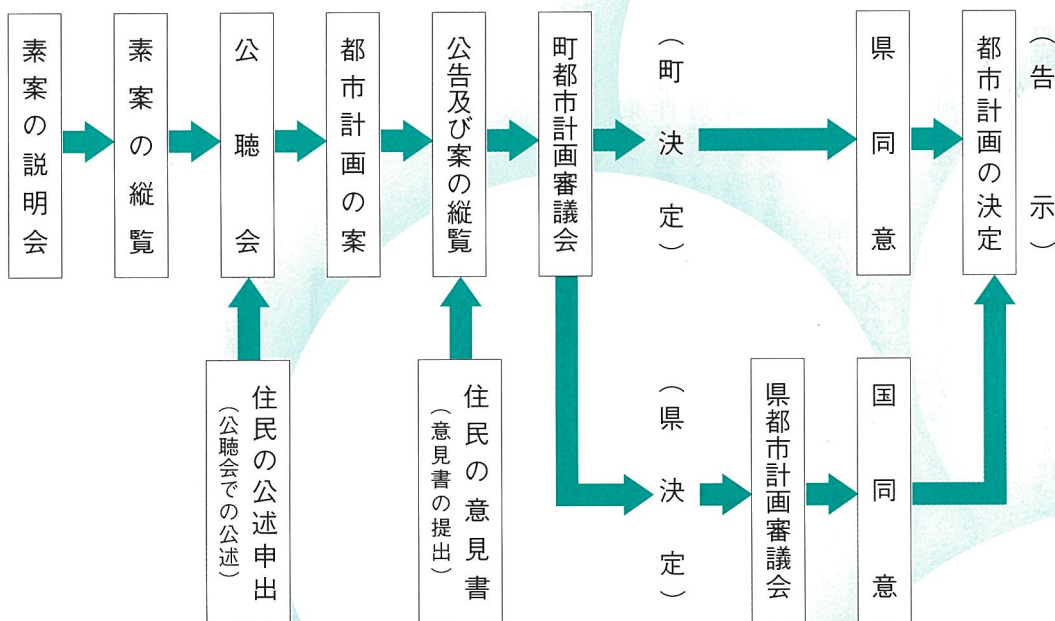 素案の説明会
素案の縦覧
公聴会
都市計画の案
公告及び案の縦覧
町都市計画審議会
(町決定)
県同意
都市計画の決定
(告示)
住民の公述申出
(公聴会での公述)
住民の意見書
(意見書の提出)
(県決定)
県都市計画審議会
国同意